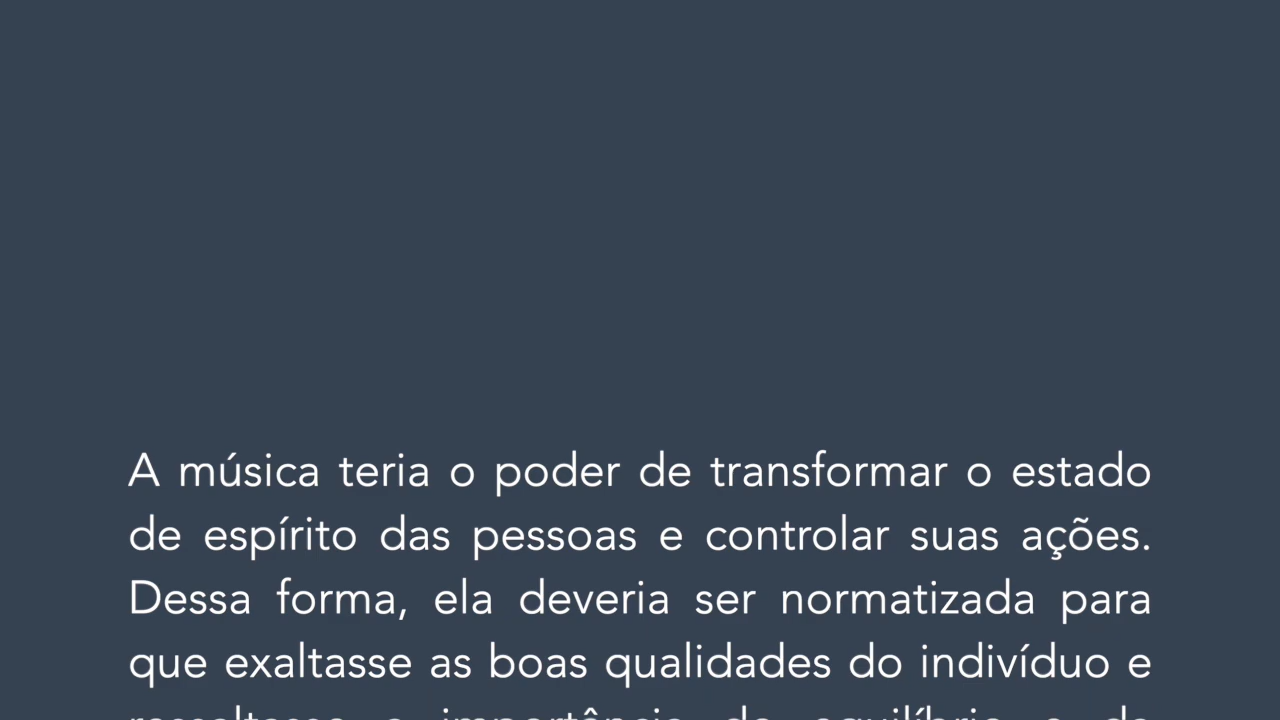 A música teria o poder de transformar o estado
de espírito das pessoas e controlar suas ações.
Dessa forma, ela deveria ser normatizada para
que exaltasse as boas qualidades do indivíduo e